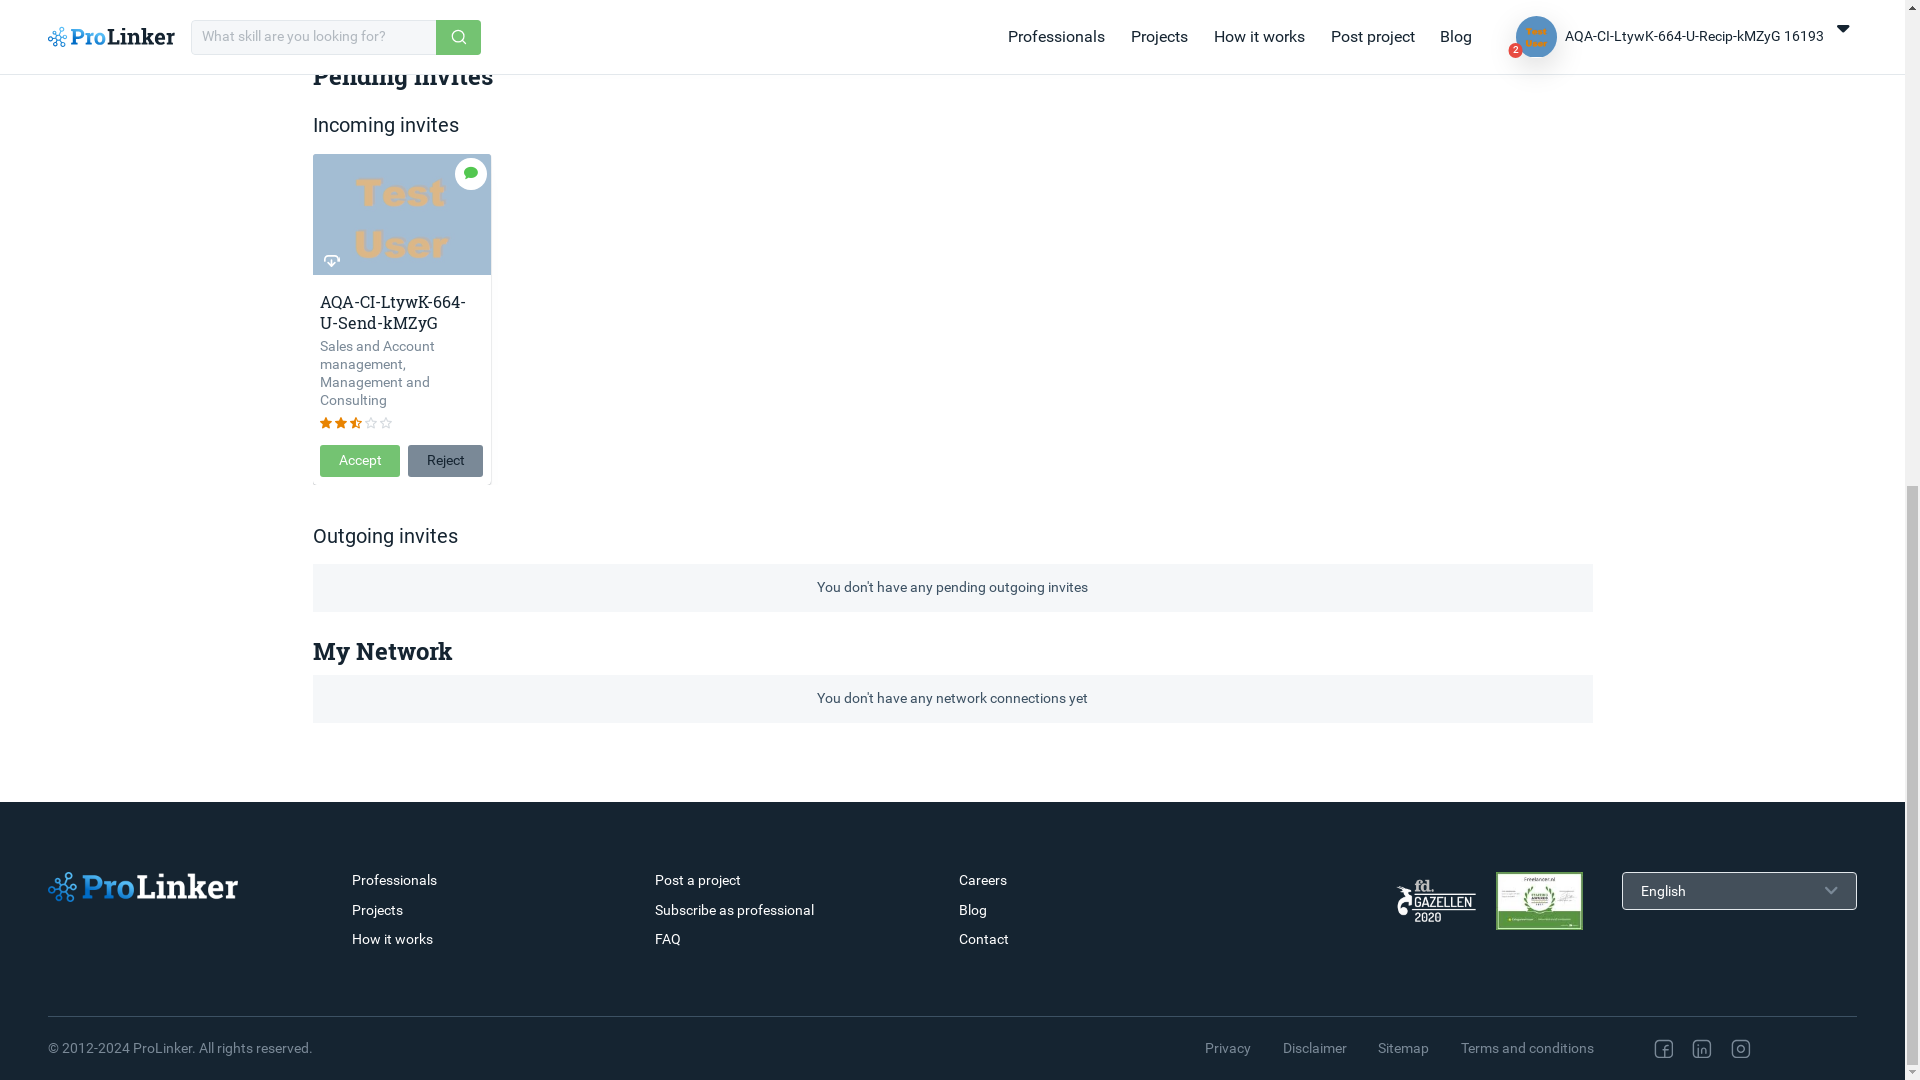 ProLinker
What skill are you looking for?
Professionals
Projects
How it works
Post project
Blog
Test
User
2
AQA-CI-LtywK-664-U-Recip-kMZyG 16193
Pending Invites
Incoming invites
Test
User
AQA-CI-LtywK-664-
U-Send-kMZyG
Sales and Account
management,
Management and
Consulting
Accept
Reject
Outgoing invites
You don't have any pending outgoing invites
My Network
You don't have any network connections yet
ProLinker
Professionals
Projects
How it works
Post a project
Subscribe as professional
FAQ
Careers
Blog
Contact
fd.
GAZELLEN
2020
Freelancer.nl
English
© 2012-2024 ProLinker. All rights reserved.
Privacy
Disclaimer
Sitemap
Terms and conditions